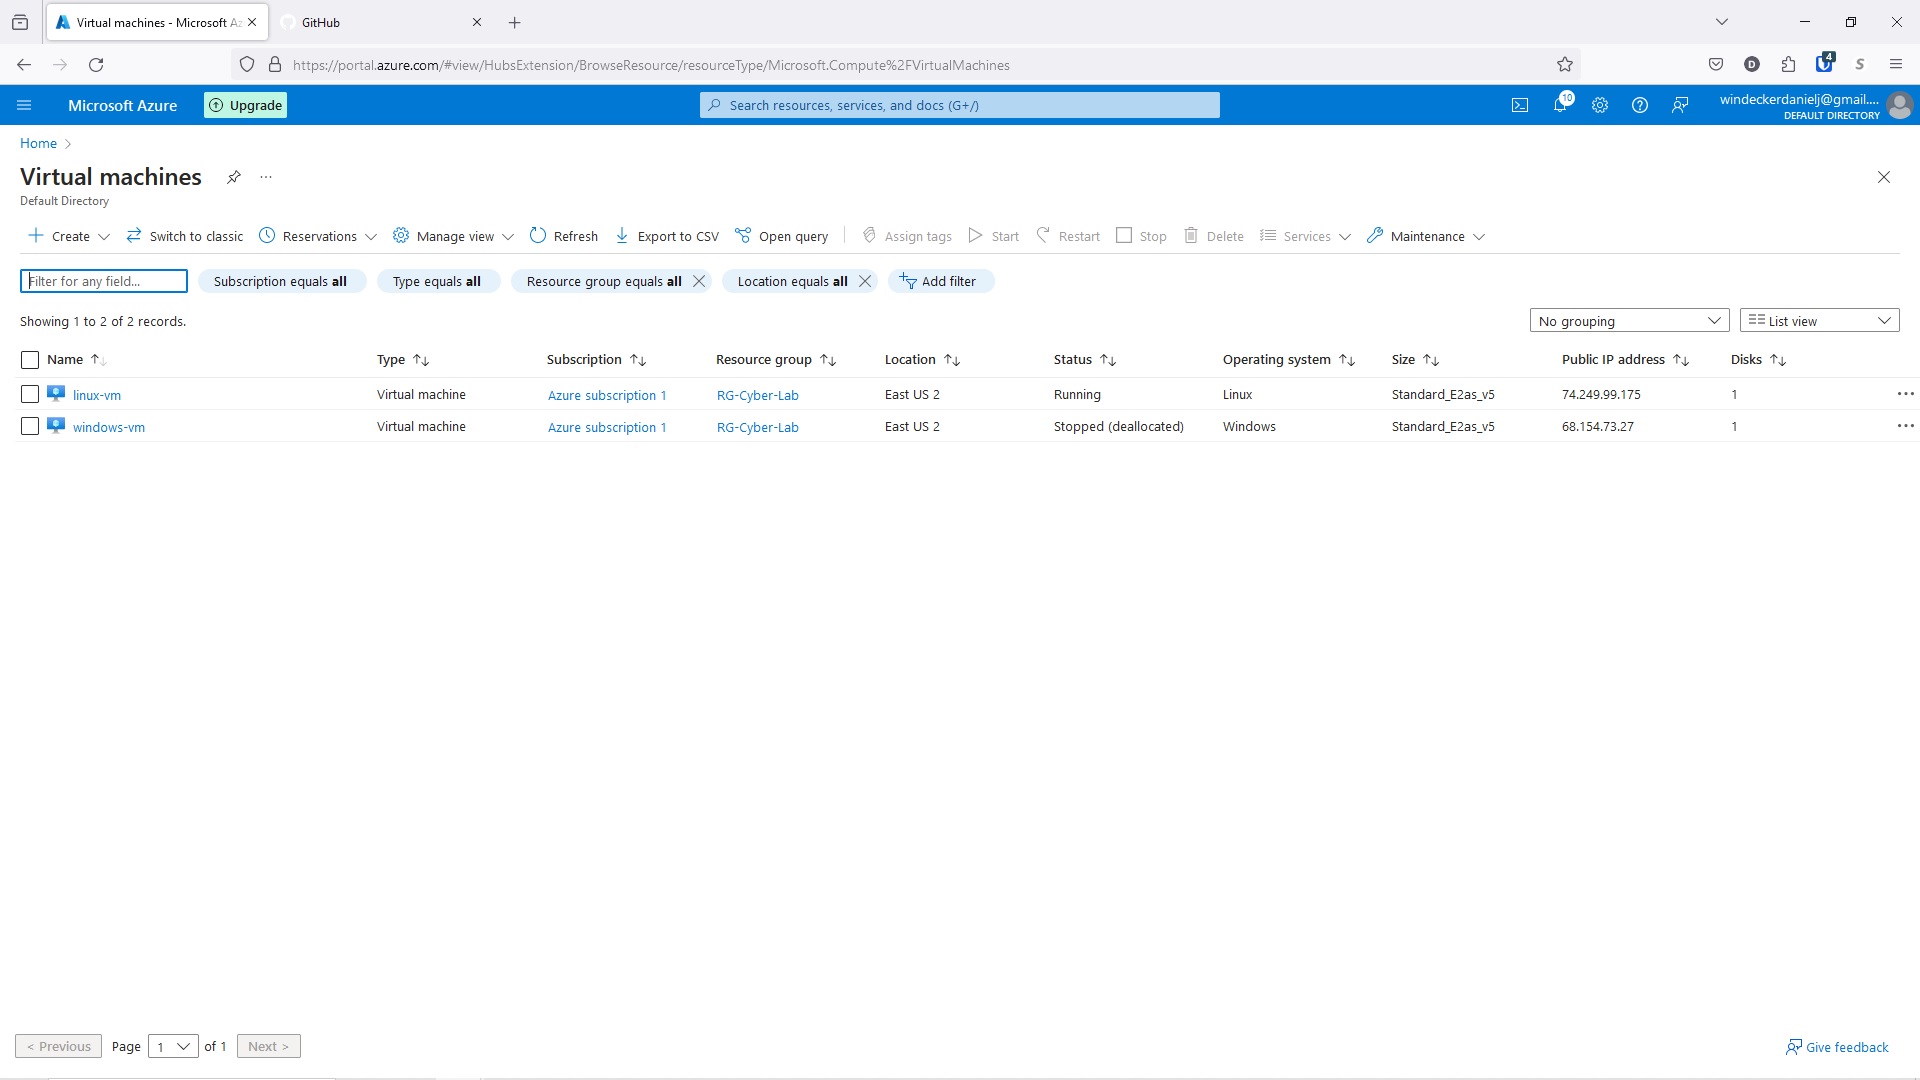 Virtual machines - Microsoft Az
GitHub
https://portal.azure.com/#view/HubsExtension/BrowseResource/resourceType/Microsoft.Compute%2FVirtualMachines
D
4
S
Microsoft Azure
Upgrade
Search resources, services, and docs (G+/)
10
windeckerdanielj@gmail....
DEFAULT DIRECTORY
Home
Virtual machines
Default Directory
Create
Switch to classic
Reservations
Manage view
Refresh
Export to CSV
Open query
Assign tags
Start
Restart
Stop
Delete
Services
Maintenance
Filter for any field...
Subscription equals all
Type equals all
Resource group equals all
Location equals all
Add filter
Showing 1 to 2 of 2 records.
No grouping
List view
Name Type Subscription Resource group Location Status Operating system Size Public IP address Disks
linux-vm Virtual machine Azure subscription 1 RG-Cyber-Lab East US 2 Running Linux Standard_E2as_v5 74.249.99.175 1
windows-vm Virtual machine Azure subscription 1 RG-Cyber-Lab East US 2 Stopped (deallocated) Windows Standard_E2as_v5 68.154.73.27 1
< Previous Page 1 of 1 Next >
Give feedback